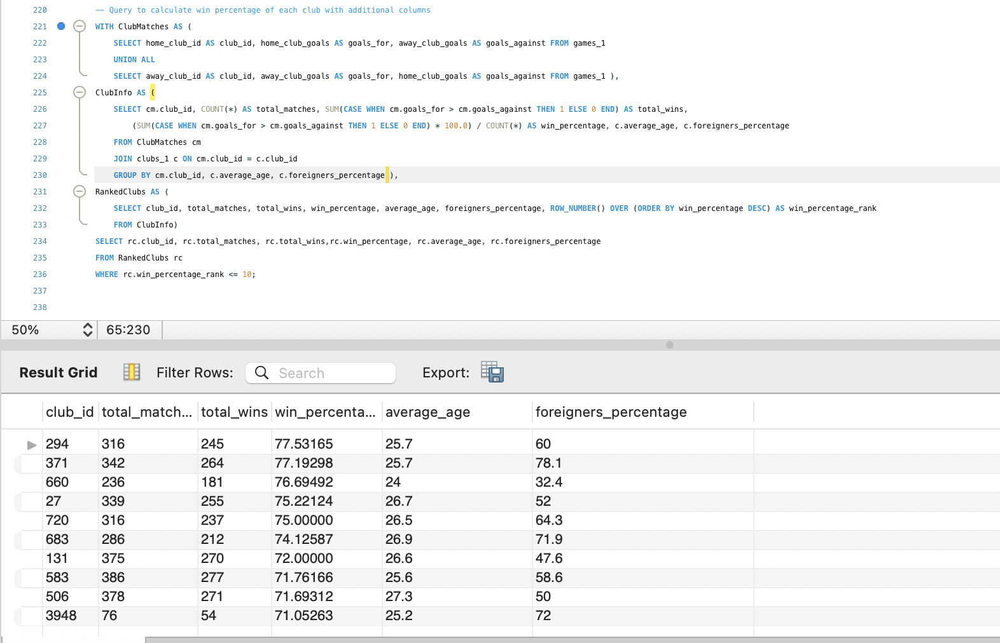 220 -- Query to calculate win percentage of each club with additional columns
221 WITH ClubMatches AS (
222 SELECT home_club_id AS club_id, home_club_goals AS goals_for, away_club_goals AS goals_against FROM games_1
223 UNION ALL
224 SELECT away_club_id AS club_id, away_club_goals AS goals_for, home_club_goals AS goals_against FROM games_1 ),
225 ClubInfo AS (
226 SELECT cm.club_id, COUNT(*) AS total_matches, SUM(CASE WHEN cm.goals_for > cm.goals_against THEN 1 ELSE 0 END) AS total_wins,
227 (SUM(CASE WHEN cm.goals_for > cm.goals_against THEN 1 ELSE 0 END) * 100.0) / COUNT(*) AS win_percentage, c.average_age, c.foreigners_percentage
228 FROM ClubMatches cm
229 JOIN clubs_1 c ON cm.club_id = c.club_id
230 GROUP BY cm.club_id, c.average_age, c.foreigners_percentage ),
231 RankedClubs AS (
232 SELECT club_id, total_matches, total_wins, win_percentage, average_age, foreigners_percentage, ROW_NUMBER() OVER (ORDER BY win_percentage DESC) AS win_percentage_rank
233 FROM ClubInfo)
234 SELECT rc.club_id, rc.total_matches, rc.total_wins,rc.win_percentage, rc.average_age, rc.foreigners_percentage
235 FROM RankedClubs rc
236 WHERE rc.win_percentage_rank <= 10;
237
238
50% 65:230
Result Grid Filter Rows: Search Export:
club_id total_match... total_wins win_percenta... average_age foreigners_percentage
294 316 245 77.53165 25.7 60
371 342 264 77.19298 25.7 78.1
660 236 181 76.69492 24 32.4
27 339 255 75.22124 26.7 52
720 316 237 75.00000 26.5 64.3
683 286 212 74.12587 26.9 71.9
131 375 270 72.00000 26.6 47.6
583 386 277 71.76166 25.6 58.6
506 378 271 71.69312 27.3 50
3948 76 54 71.05263 25.2 72